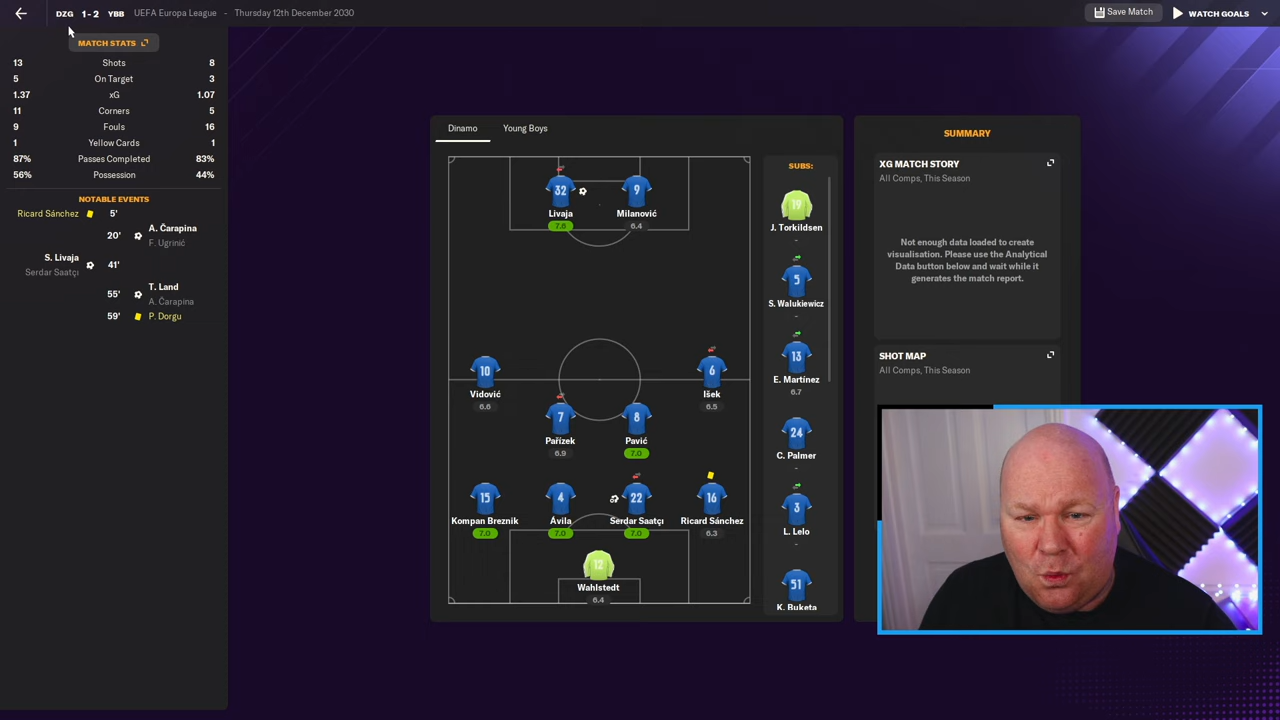 DZG 1 - 2 YBB UEFA Europa League - Thursday 12th December 2030
Save Match
WATCH GOALS
MATCH STATS
13 Shots 8
5 On Target 3
1.37 xG 1.07
11 Corners 5
9 Fouls 16
1 Yellow Cards 1
87% Passes Completed 83%
56% Possession 44%
NOTABLE EVENTS
Ricard Sánchez 5'
20' A. Čarapina
F. Ugrinić
S. Livaja 41'
Serdar Saatçı
55' T. Land
A. Čarapina
59' P. Dorgu
Dinamo Young Boys
32 9
Livaja Milanović
7.6 6.4
10 6
Vidović Išek
6.6 6.5
7 8
Pařízek Pavić
6.9 7.0
15 4 22 16
Kompan Breznik Ávila Serdar Saatçı Ricard Sánchez
7.0 7.0 7.0 6.3
12
Wahlstedt
6.4
SUBS:
19
J. Torkildsen
-
5
S. Walukiewicz
-
13
E. Martínez
6.7
24
C. Palmer
-
3
L. Lelo
-
51
K. Buketa
SUMMARY
XG MATCH STORY
All Comps, This Season
Not enough data loaded to create
visualisation. Please use the Analytical
Data button below and wait while it
generates the match report.
SHOT MAP
All Comps, This Season